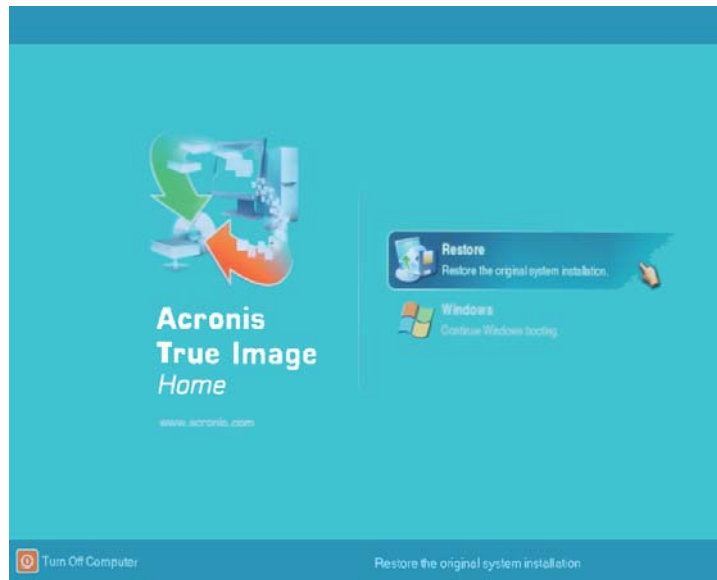 Acronis
True Image
Home
www.acronis.com
Restore
Restore the original system installation.
Windows
Continue Windows booting.
Turn Off Computer
Restore the original system installation